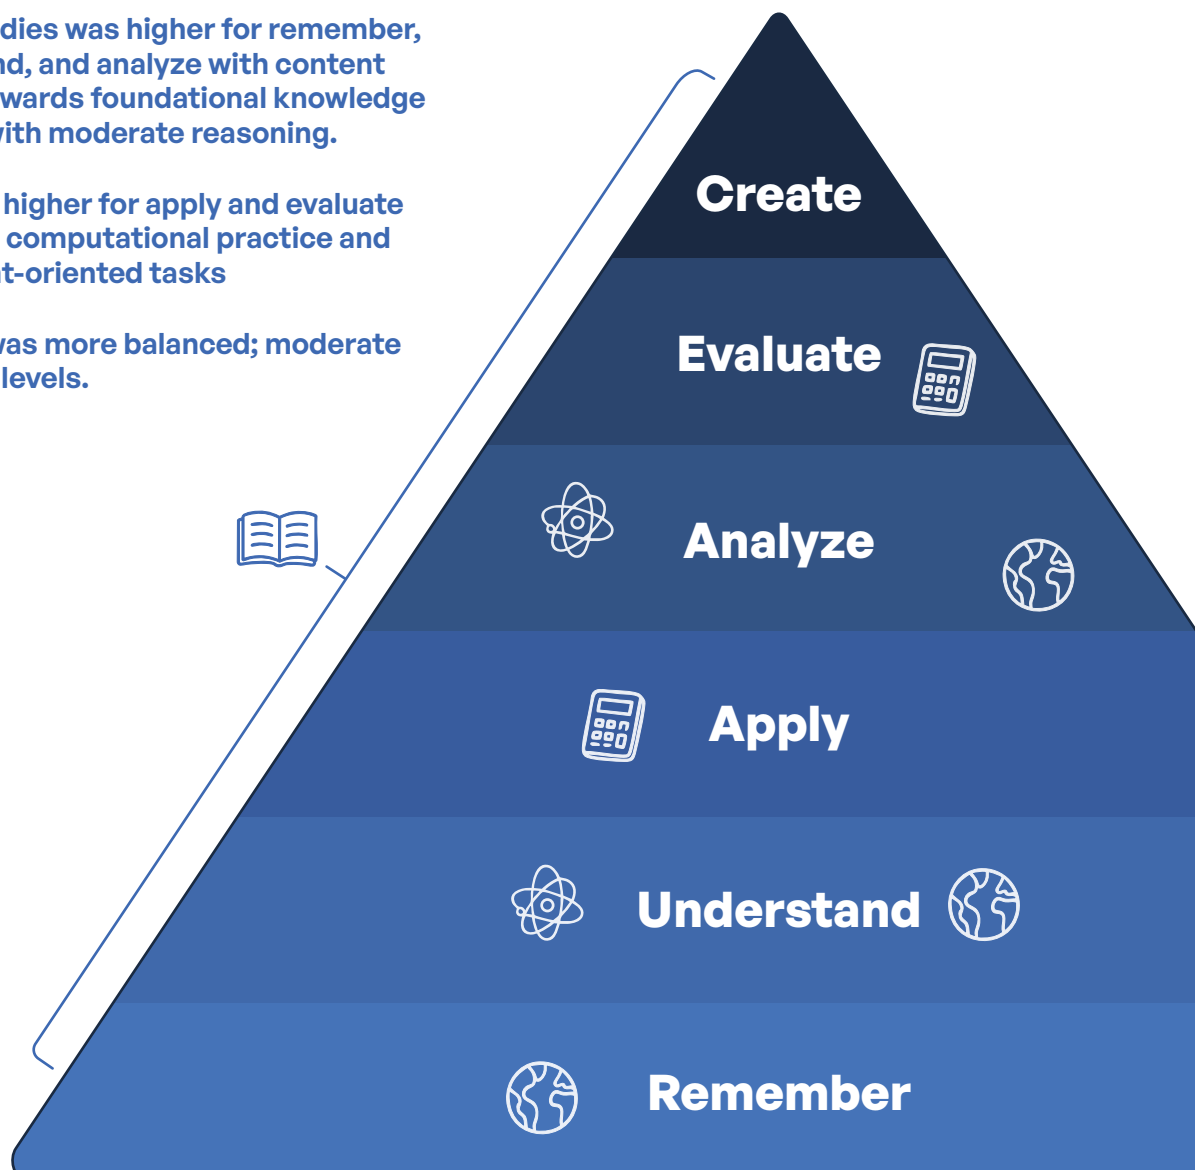 dies was higher for remember,
nd, and analyze with content
wards foundational knowledge
with moderate reasoning.
higher for apply and evaluate
computational practice and
t-oriented tasks
was more balanced; moderate
levels.
Create
Evaluate
Analyze
Apply
Understand
Remember